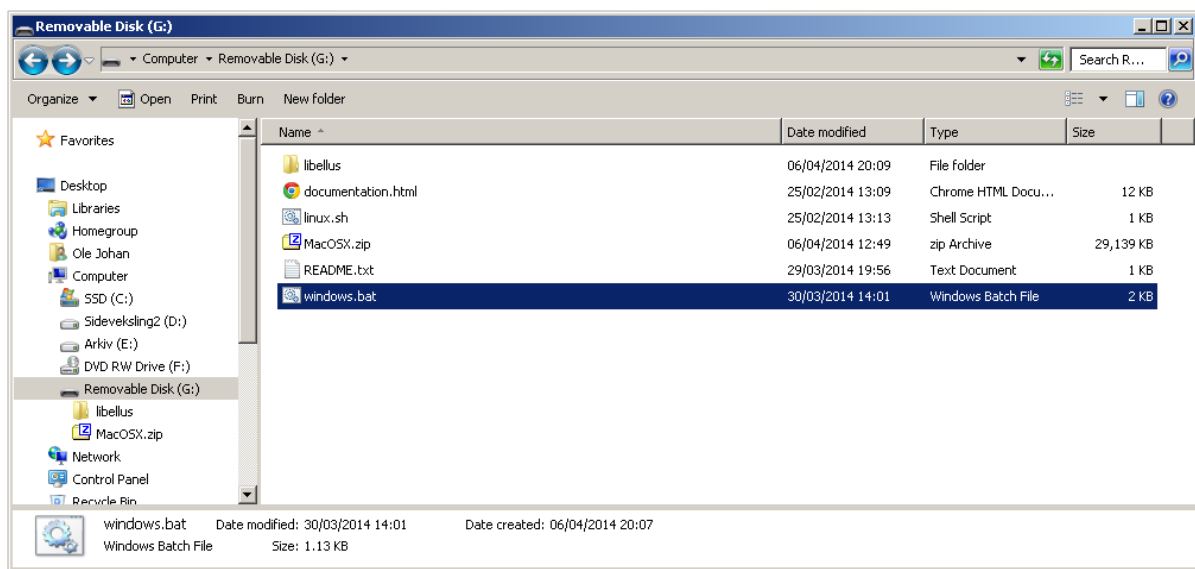 Removable Disk (G:)
Computer Removable Disk (G:) Search R...
Organize Open Print Burn New folder
Favorites
Desktop
Libraries
Homegroup
Ole Johan
Computer
SSD (C:)
Sideveksling2 (D:)
Arkiv (E:)
DVD RW Drive (F:)
Removable Disk (G:)
libellus
MacOSX.zip
Network
Control Panel
Recycle Bin
Name Date modified Type Size
libellus 06/04/2014 20:09 File folder
documentation.html 25/02/2014 13:09 Chrome HTML Docu... 12 KB
linux.sh 25/02/2014 13:13 Shell Script 1 KB
MacOSX.zip 06/04/2014 12:49 zip Archive 29,139 KB
README.txt 29/03/2014 19:56 Text Document 1 KB
windows.bat 30/03/2014 14:01 Windows Batch File 2 KB
windows.bat Date modified: 30/03/2014 14:01 Date created: 06/04/2014 20:07
Windows Batch File Size: 1.13 KB